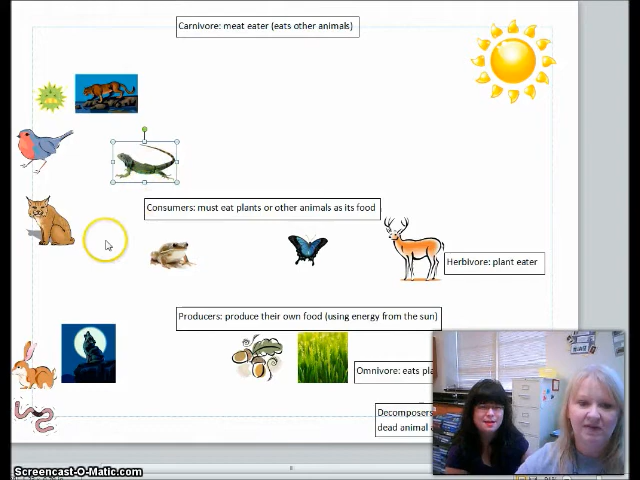 Carnivore: meat eater (eats other animals)
Consumers: must eat plants or other animals as its food
Herbivore: plant eater
Producers: produce their own food (using energy from the sun)
Omnivore: eats pla
Decomposers:
dead animal
Screencast-O-Matic.com